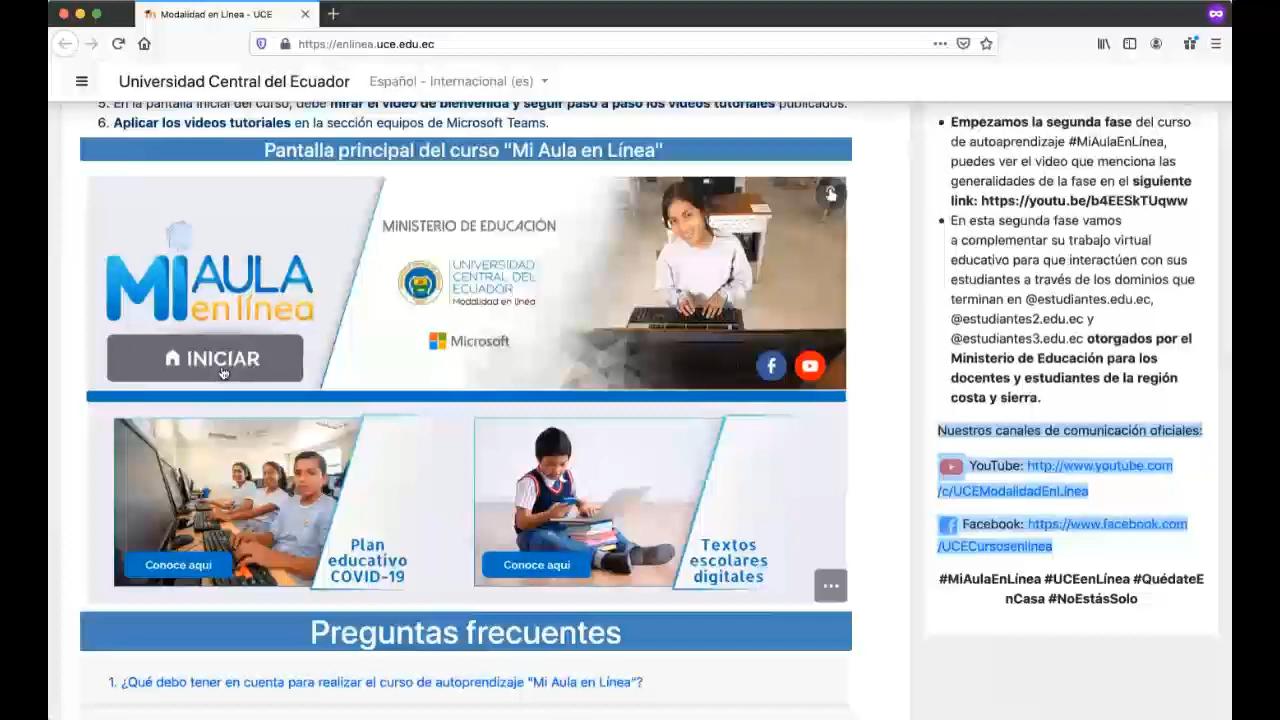 Modalidad en Línea - UCE
https://enlinea.uce.edu.ec
Universidad Central del Ecuador
Español - Internacional (es)
5. En la pantalla inicial del curso, debe mirar el video de bienvenida y seguir paso a paso los videos tutoriales publicados.
6. Aplicar los videos tutoriales en la sección equipos de Microsoft Teams.
Pantalla principal del curso "Mi Aula en Línea"
MI AULA
en línea
INICIAR
MINISTERIO DE EDUCACIÓN
UNIVERSIDAD
CENTRAL DEL
ECUADOR
Modalidad en línea
Microsoft
Conoce aquí
Plan
educativo
COVID-19
Conoce aquí
Textos
escolares
digitales
Preguntas frecuentes
1. ¿Qué debo tener en cuenta para realizar el curso de autoprendizaje "Mi Aula en Línea"?
Empezamos la segunda fase del curso
de autoaprendizaje #MiAulaEnLínea,
puedes ver el video que menciona las
generalidades de la fase en el siguiente
link: https://youtu.be/b4EESkTUqww
En esta segunda fase vamos
a complementar su trabajo virtual
educativo para que interactúen con sus
estudiantes a través de los dominios que
terminan en @estudiantes.edu.ec,
@estudiantes2.edu.ec y
@estudiantes3.edu.ec otorgados por el
Ministerio de Educación para los
docentes y estudiantes de la región
costa y sierra.
Nuestros canales de comunicación oficiales:
YouTube: http://www.youtube.com
/c/UCEModalidadEnLinea
Facebook: https://www.facebook.com
/UCECursosenlinea
#MiAulaEnLínea #UCEenLínea #QuédateE
nCasa #NoEstásSolo